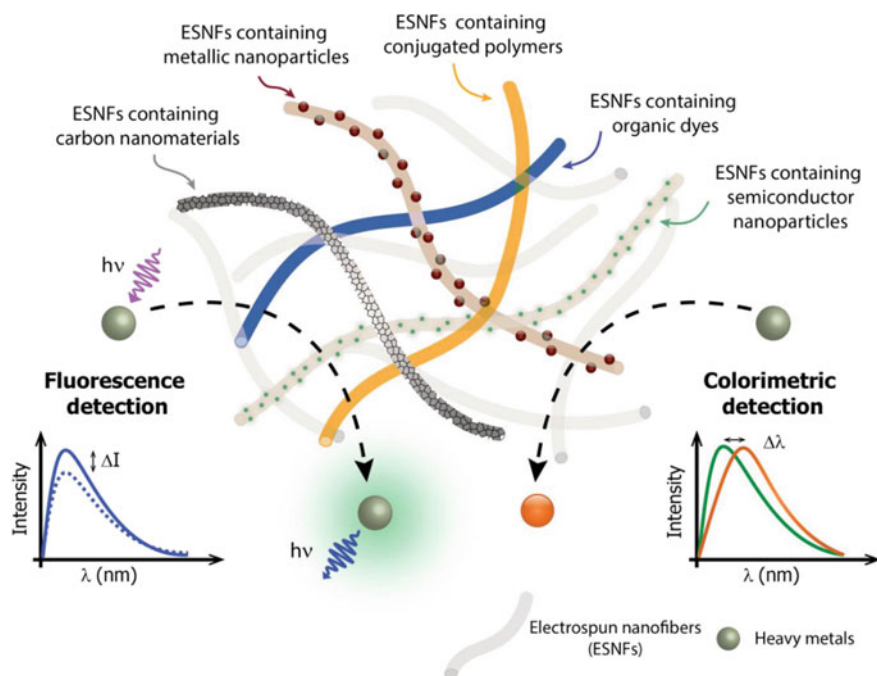 ESNFs containing
metallic nanoparticles
ESNFs containing
conjugated polymers
ESNFs containing
organic dyes
ESNFs containing
carbon nanomaterials
ESNFs containing
semiconductor
nanoparticles
hν
Fluorescence
detection
Colorimetric
detection
ΔI
Intensity
λ (nm)
hν
Δλ
Intensity
λ (nm)
Electrospun nanofibers
(ESNFs)
Heavy metals